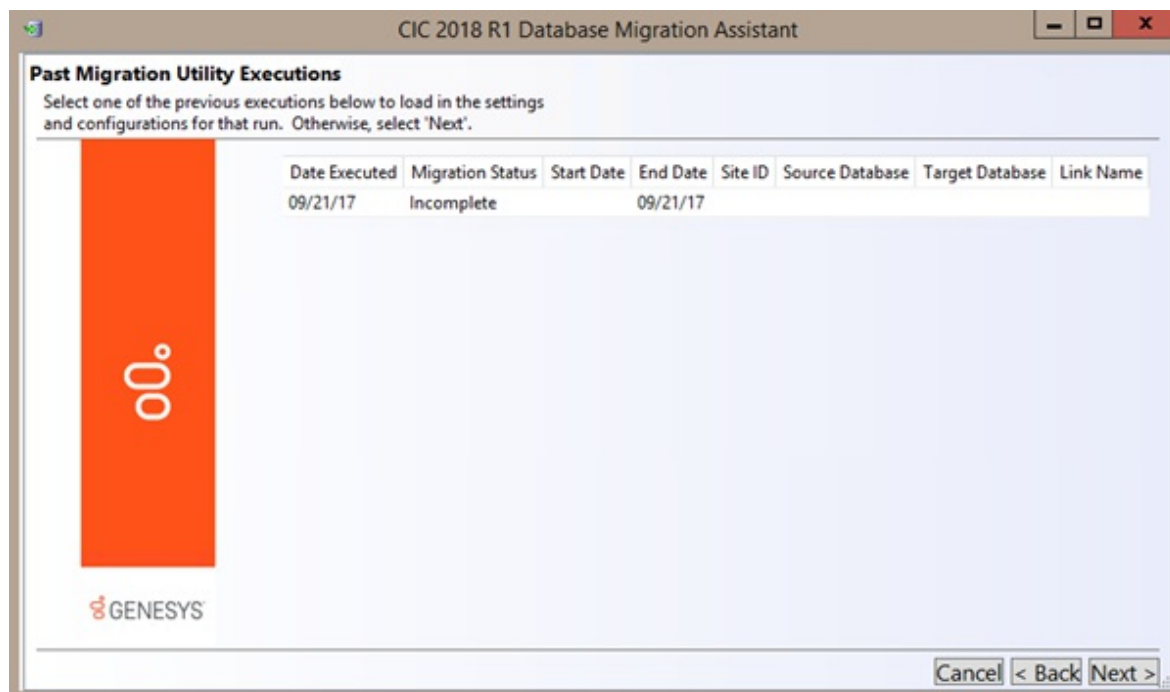 CIC 2018 R1 Database Migration Assistant
Past Migration Utility Executions
Select one of the previous executions below to load in the settings
and configurations for that run. Otherwise, select 'Next'.
Date Executed Migration Status Start Date End Date Site ID Source Database Target Database Link Name
09/21/17 Incomplete 09/21/17
GENESYS
Cancel < Back Next >